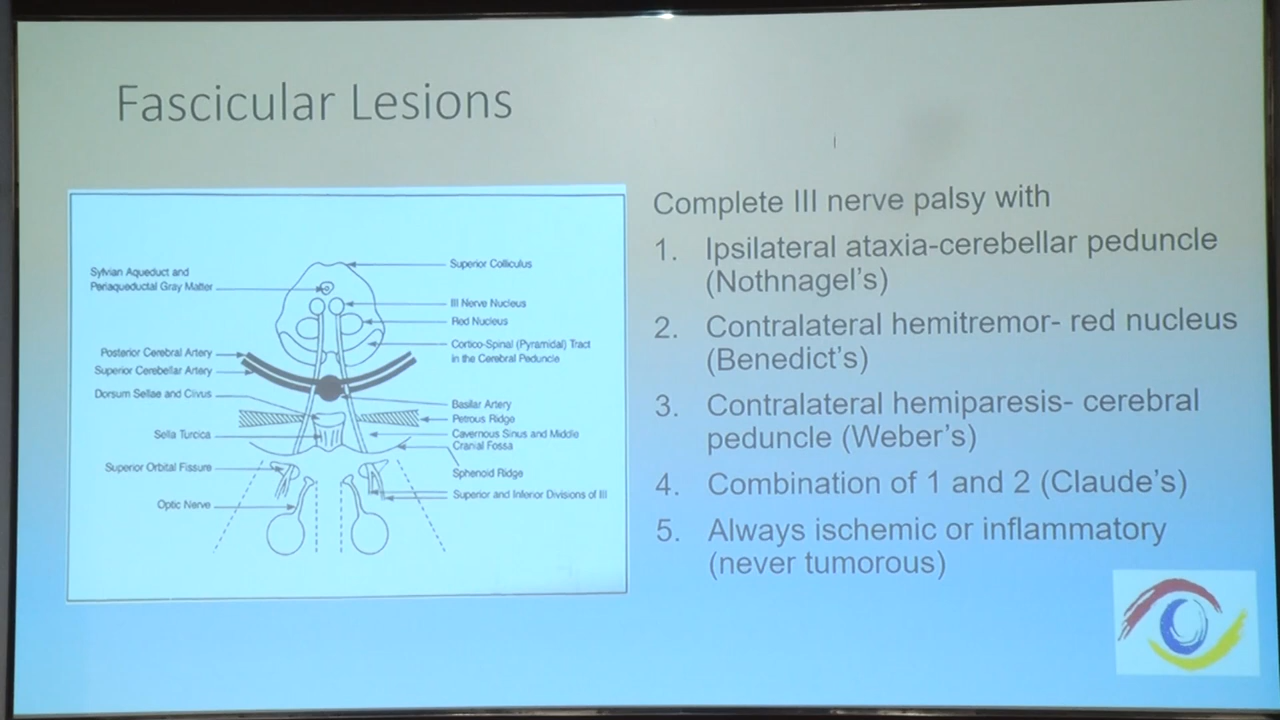 Fascicular Lesions
Sylvian Aqueduct and
Periaqueductal Gray Matter
Posterior Cerebral Artery
Superior Cerebellar Artery
Dorsum Sellae and Clivus
Sella Turcica
Superior Orbital Fissure
Optic Nerve
Superior Colliculus
III Nerve Nucleus
Red Nucleus
Cortico-Spinal (Pyramidal) Tract
in the Cerebral Peduncle
Basilar Artery
Petrous Ridge
Cavernous Sinus and Middle
Cranial Fossa
Sphenoid Ridge
Superior and Inferior Divisions of III
Complete III nerve palsy with
1. Ipsilateral ataxia-cerebellar peduncle
(Nothnagel's)
2. Contralateral hemitremor- red nucleus
(Benedict's)
3. Contralateral hemiparesis- cerebral
peduncle (Weber's)
4. Combination of 1 and 2 (Claude's)
5. Always ischemic or inflammatory
(never tumorous)